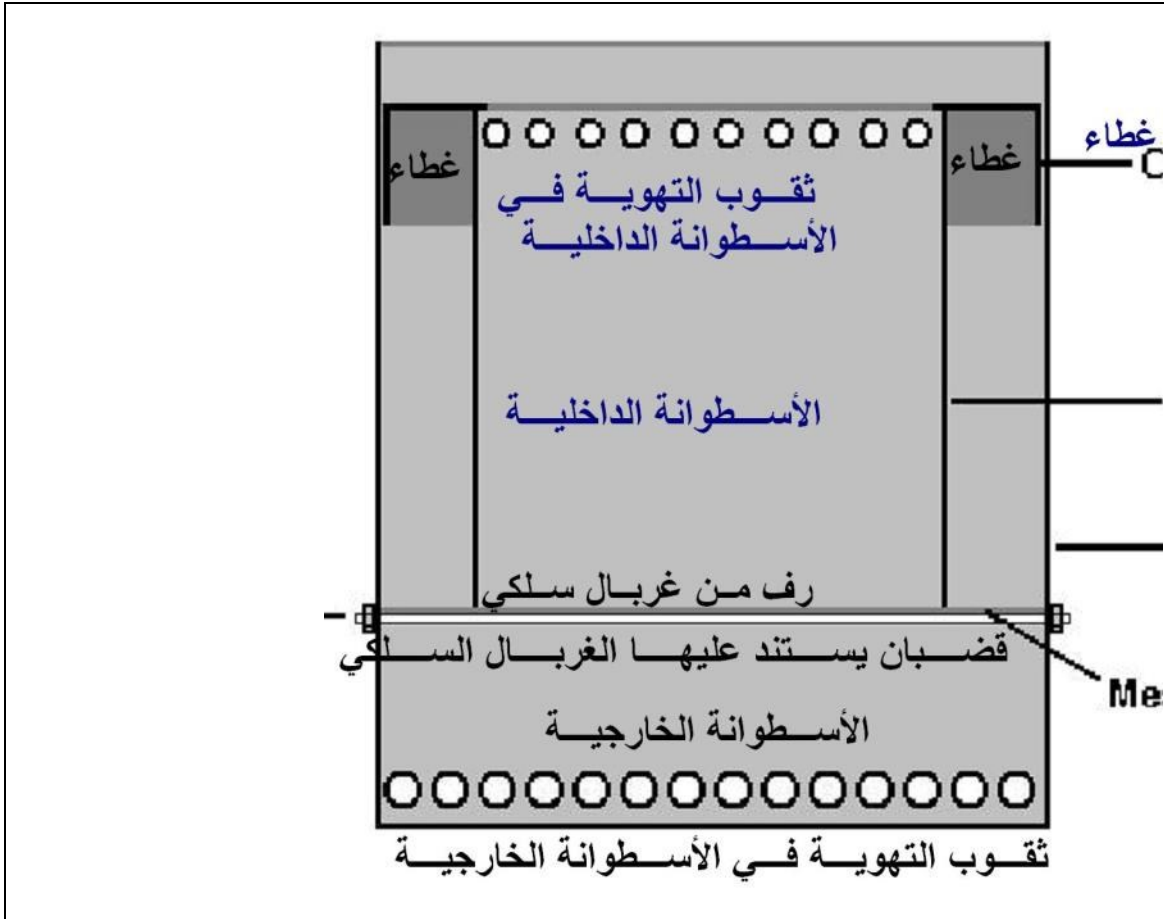 غطاء
غطاء
غطاء
ثقوب التهوية في
الأسطوانة الداخلية
الأسطوانة الداخلية
رف من غربال سلكي
قضبان يستند عليها الغربال السلكي
الأسطوانة الخارجية
ثقوب التهوية في الأسطوانة الخارجية